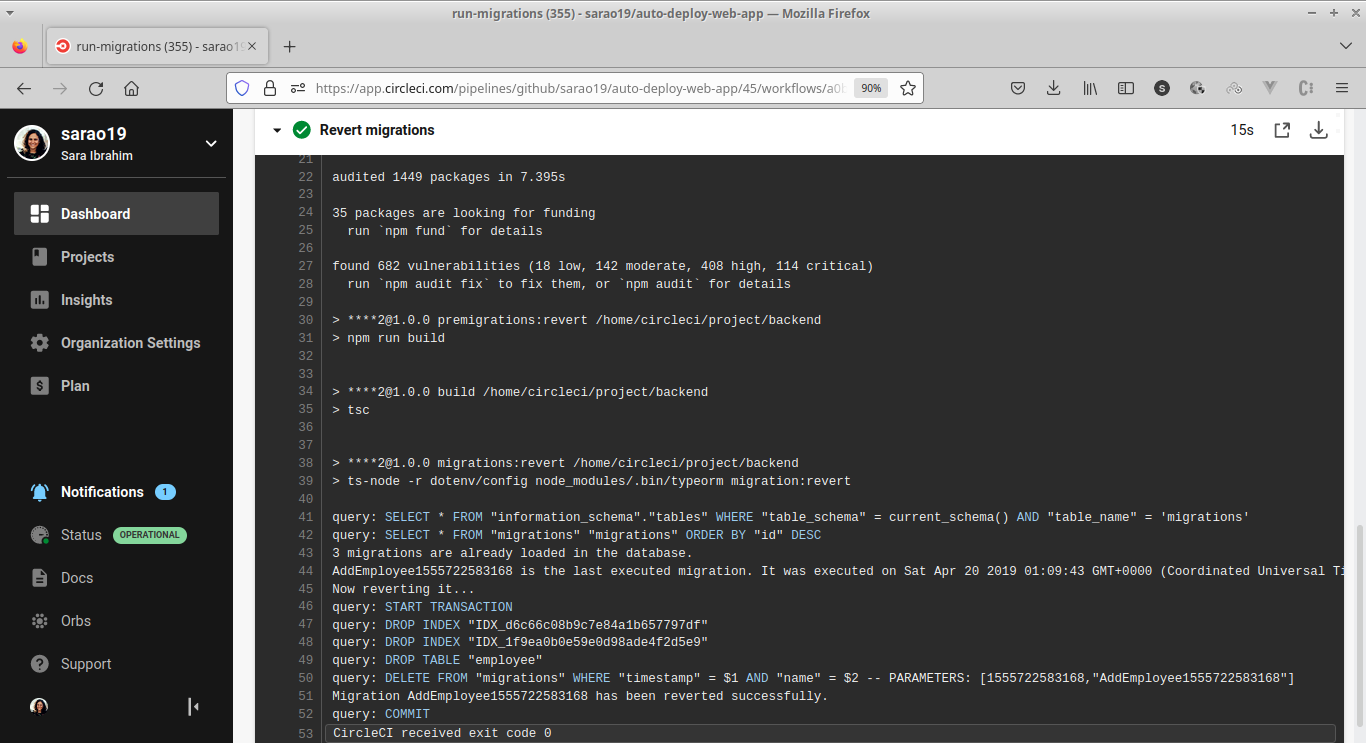 run-migrations (355) - sarao19/auto-deploy-web-app — Mozilla Firefox
run-migrations (355) - sarao19
https://app.circleci.com/pipelines/github/sarao19/auto-deploy-web-app/45/workflows/a0
90%
sarao19
Sara Ibrahim
Dashboard
Projects
Insights
Organization Settings
Plan
Notifications 1
Status OPERATIONAL
Docs
Orbs
Support
Revert migrations 15s
21
22 audited 1449 packages in 7.395s
23
24 35 packages are looking for funding
25 run `npm fund` for details
26
27 found 682 vulnerabilities (18 low, 142 moderate, 408 high, 114 critical)
28 run `npm audit fix` to fix them, or `npm audit` for details
29
30 > ****2@1.0.0 premigrations:revert /home/circleci/project/backend
31 > npm run build
32
33
34 > ****2@1.0.0 build /home/circleci/project/backend
35 > tsc
36
37
38 > ****2@1.0.0 migrations:revert /home/circleci/project/backend
39 > ts-node -r dotenv/config node_modules/.bin/typeorm migration:revert
40
41 query: SELECT * FROM "information_schema"."tables" WHERE "table_schema" = current_schema() AND "table_name" = 'migrations'
42 query: SELECT * FROM "migrations" "migrations" ORDER BY "id" DESC
43 3 migrations are already loaded in the database.
44 AddEmployee1555722583168 is the last executed migration. It was executed on Sat Apr 20 2019 01:09:43 GMT+0000 (Coordinated Universal Ti
45 Now reverting it...
46 query: START TRANSACTION
47 query: DROP INDEX "IDX_d6c66c08b9c7e84a1b657797df"
48 query: DROP INDEX "IDX_1f9ea0b0e59e0d98ade4f2d5e9"
49 query: DROP TABLE "employee"
50 query: DELETE FROM "migrations" WHERE "timestamp" = $1 AND "name" = $2 -- PARAMETERS: [1555722583168,"AddEmployee1555722583168"]
51 Migration AddEmployee1555722583168 has been reverted successfully.
52 query: COMMIT
53 CircleCI received exit code 0